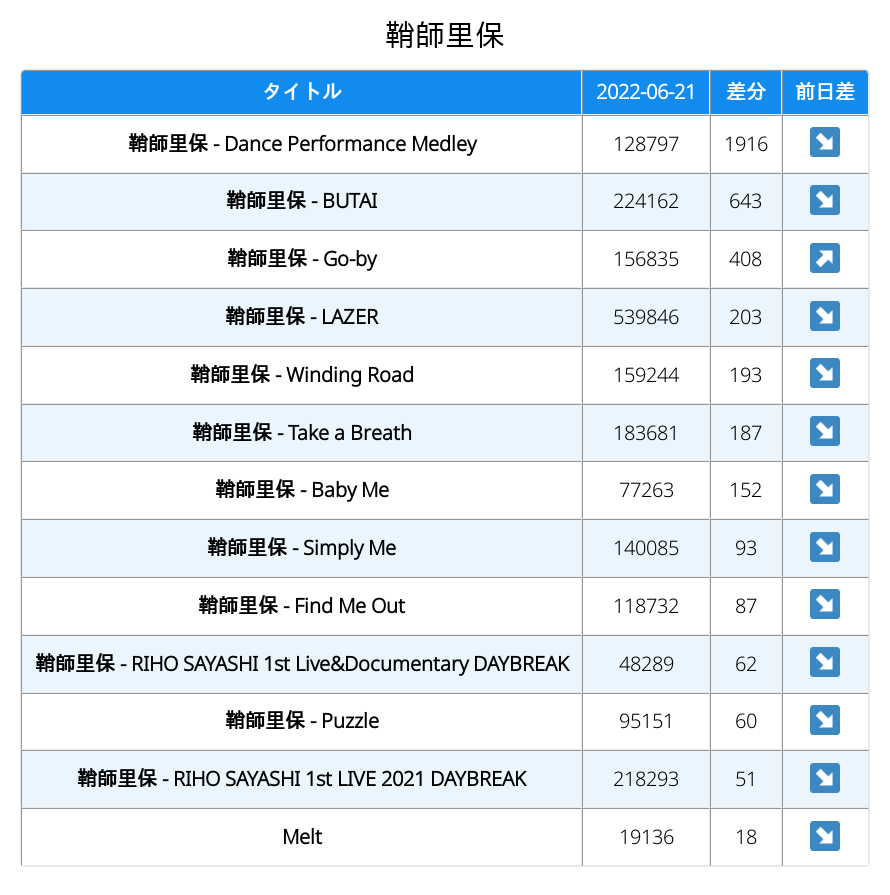 鞘師里保
タイトル 2022-06-21 差分 前日差
鞘師里保 - Dance Performance Medley 128797 1916 ↘
鞘師里保 - BUTAI 224162 643 ↘
鞘師里保 - Go-by 156835 408 ↗
鞘師里保 - LAZER 539846 203 ↘
鞘師里保 - Winding Road 159244 193 ↘
鞘師里保 - Take a Breath 183681 187 ↘
鞘師里保 - Baby Me 77263 152 ↘
鞘師里保 - Simply Me 140085 93 ↘
鞘師里保 - Find Me Out 118732 87 ↘
鞘師里保 - RIHO SAYASHI 1st Live&Documentary DAYBREAK 48289 62 ↘
鞘師里保 - Puzzle 95151 60 ↘
鞘師里保 - RIHO SAYASHI 1st LIVE 2021 DAYBREAK 218293 51 ↘
Melt 19136 18 ↘